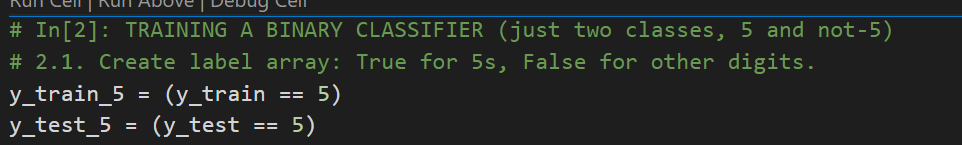 Run Cell | Run Above | Debug Cell
# In[2]: TRAINING A BINARY CLASSIFIER (just two classes, 5 and not-5)
# 2.1. Create label array: True for 5s, False for other digits.
y_train_5 = (y_train == 5)
y_test_5 = (y_test == 5)